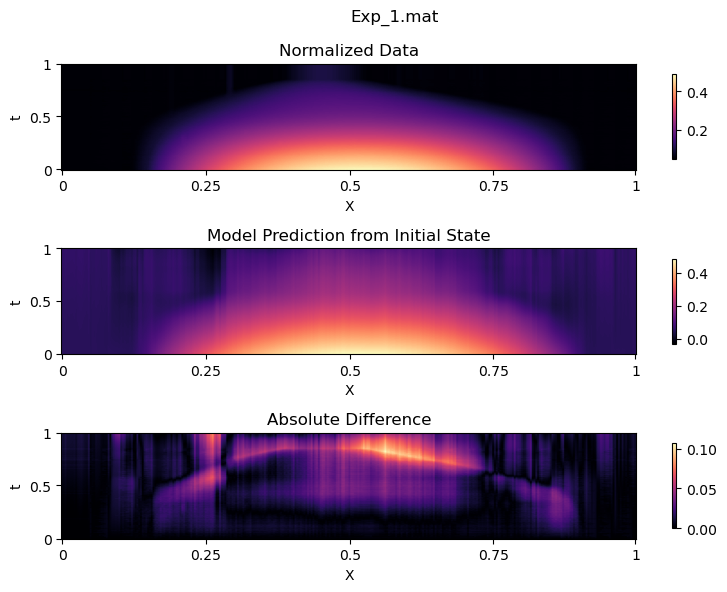 Exp_1.mat
Normalized Data
1
0.5
0
t
0 0.25 0.5 0.75 1
X
0.4
0.2
Model Prediction from Initial State
1
0.5
0
t
0 0.25 0.5 0.75 1
X
0.4
0.2
0.0
Absolute Difference
1
0.5
0
t
0 0.25 0.5 0.75 1
X
0.10
0.05
0.00